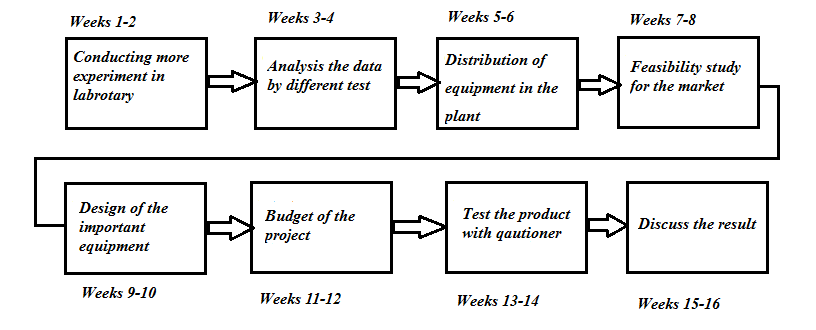 Weeks 1-2
Weeks 3-4
Weeks 5-6
Weeks 7-8
Conducting more
experiment in
labrotary
Analysis the data
by different test
Distribution of
equipment in the
plant
Feasibility study
for the market
Design of the
important
equipment
Budget of the
project
Test the product
with qautioner
Discuss the result
Weeks 9-10
Weeks 11-12
Weeks 13-14
Weeks 15-16